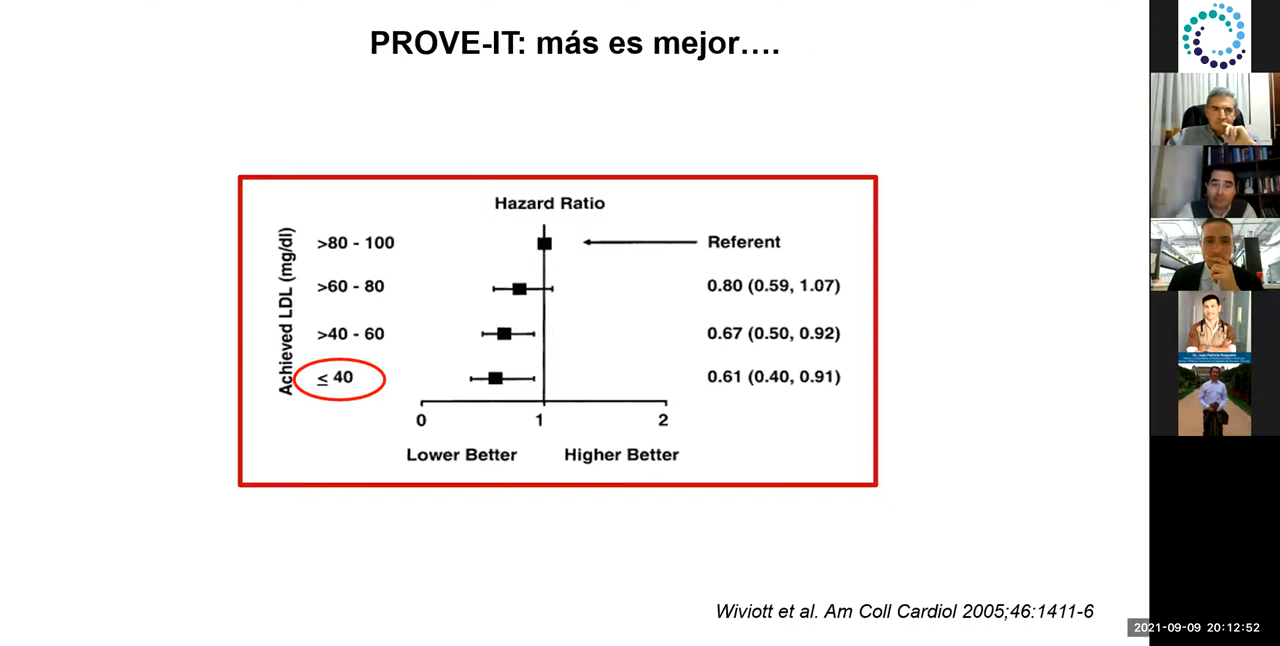 PROVE-IT: más es mejor....
Hazard Ratio
Achieved LDL (mg/dl)
>80 - 100
Referent
>60 - 80
0.80 (0.59, 1.07)
>40 - 60
0.67 (0.50, 0.92)
≤ 40
0.61 (0.40, 0.91)
0 1 2
Lower Better Higher Better
Wiviott et al. Am Coll Cardiol 2005;46:1411-6
2021-09-09 20:12:52